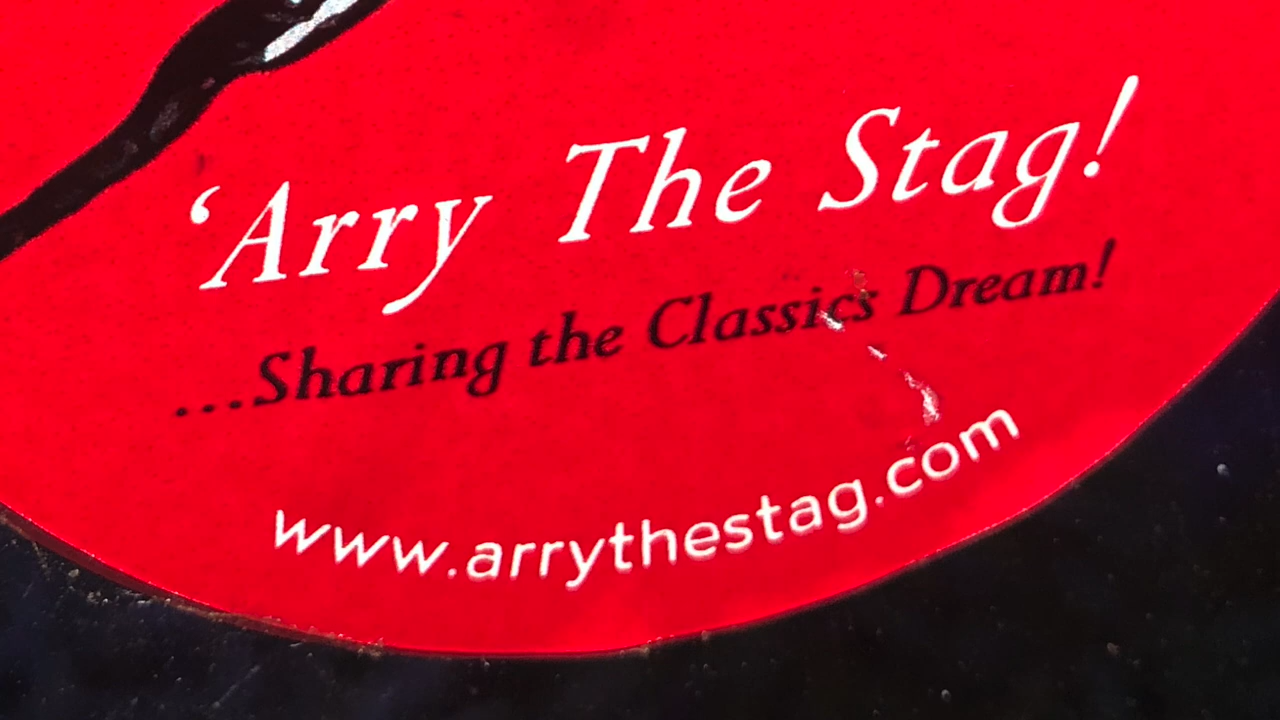 ‘Arry The Stag!
...Sharing the Classics Dream!
www.arrythestag.com